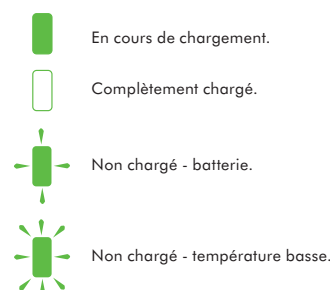 En cours de chargement.
Complètement chargé.
Non chargé - batterie.
Non chargé - température basse.